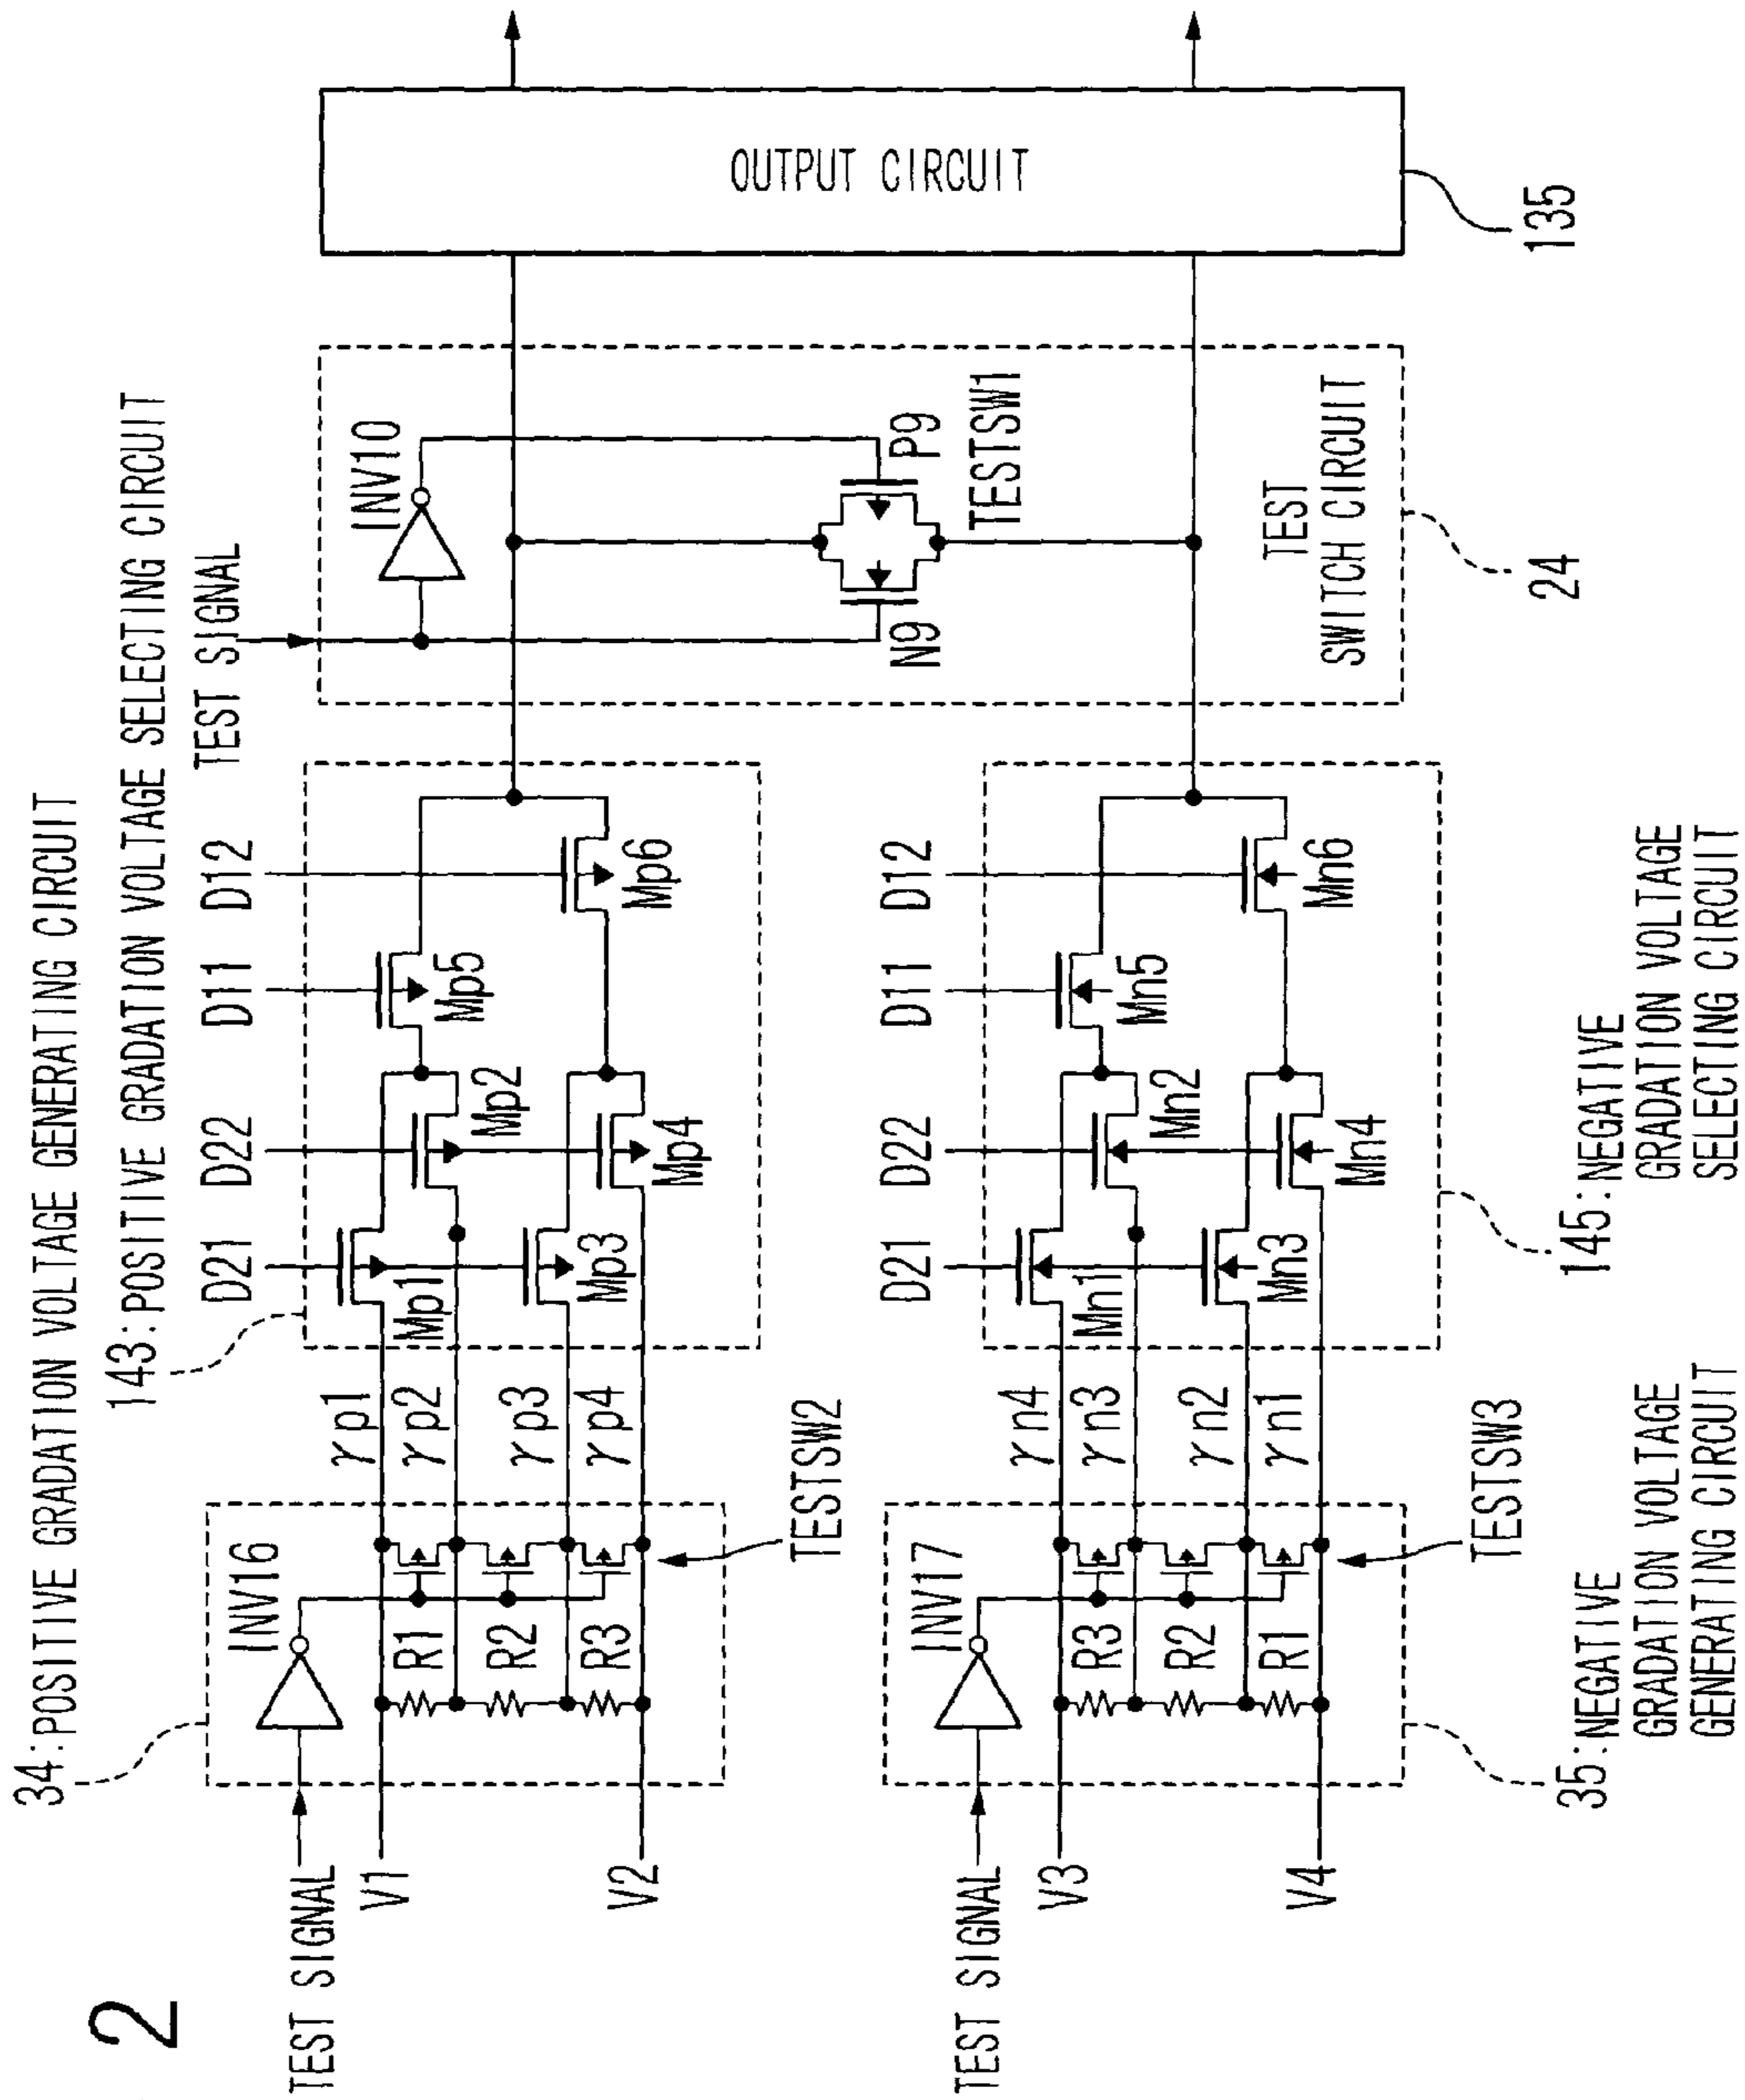 2
34:POSITIVE GRADATION VOLTAGE GENERATING CIRCUIT
143:POSITIVE GRADATION VOLTAGE SELECTING CIRCUIT
TEST SIGNAL
D21
D22
D11
D12
INV16
INV10
TEST SIGNAL
V1
V2
R1
R2
R3
γp1
γp2
γp3
γp4
Mp1
Mp2
Mp3
Mp4
Mp5
Mp6
N9
P9
TESTSW1
TESTSW2
TEST
SWITCH CIRCUIT
24
OUTPUT CIRCUIT
135
D21
D22
D11
D12
INV17
TEST SIGNAL
V3
V4
R3
R2
R1
γn4
γn3
γn2
γn1
Mn1
Mn2
Mn3
Mn4
Mn5
Mn6
TESTSW3
35:NEGATIVE
GRADATION VOLTAGE
GENERATING CIRCUIT
145:NEGATIVE
GRADATION VOLTAGE
SELECTING CIRCUIT